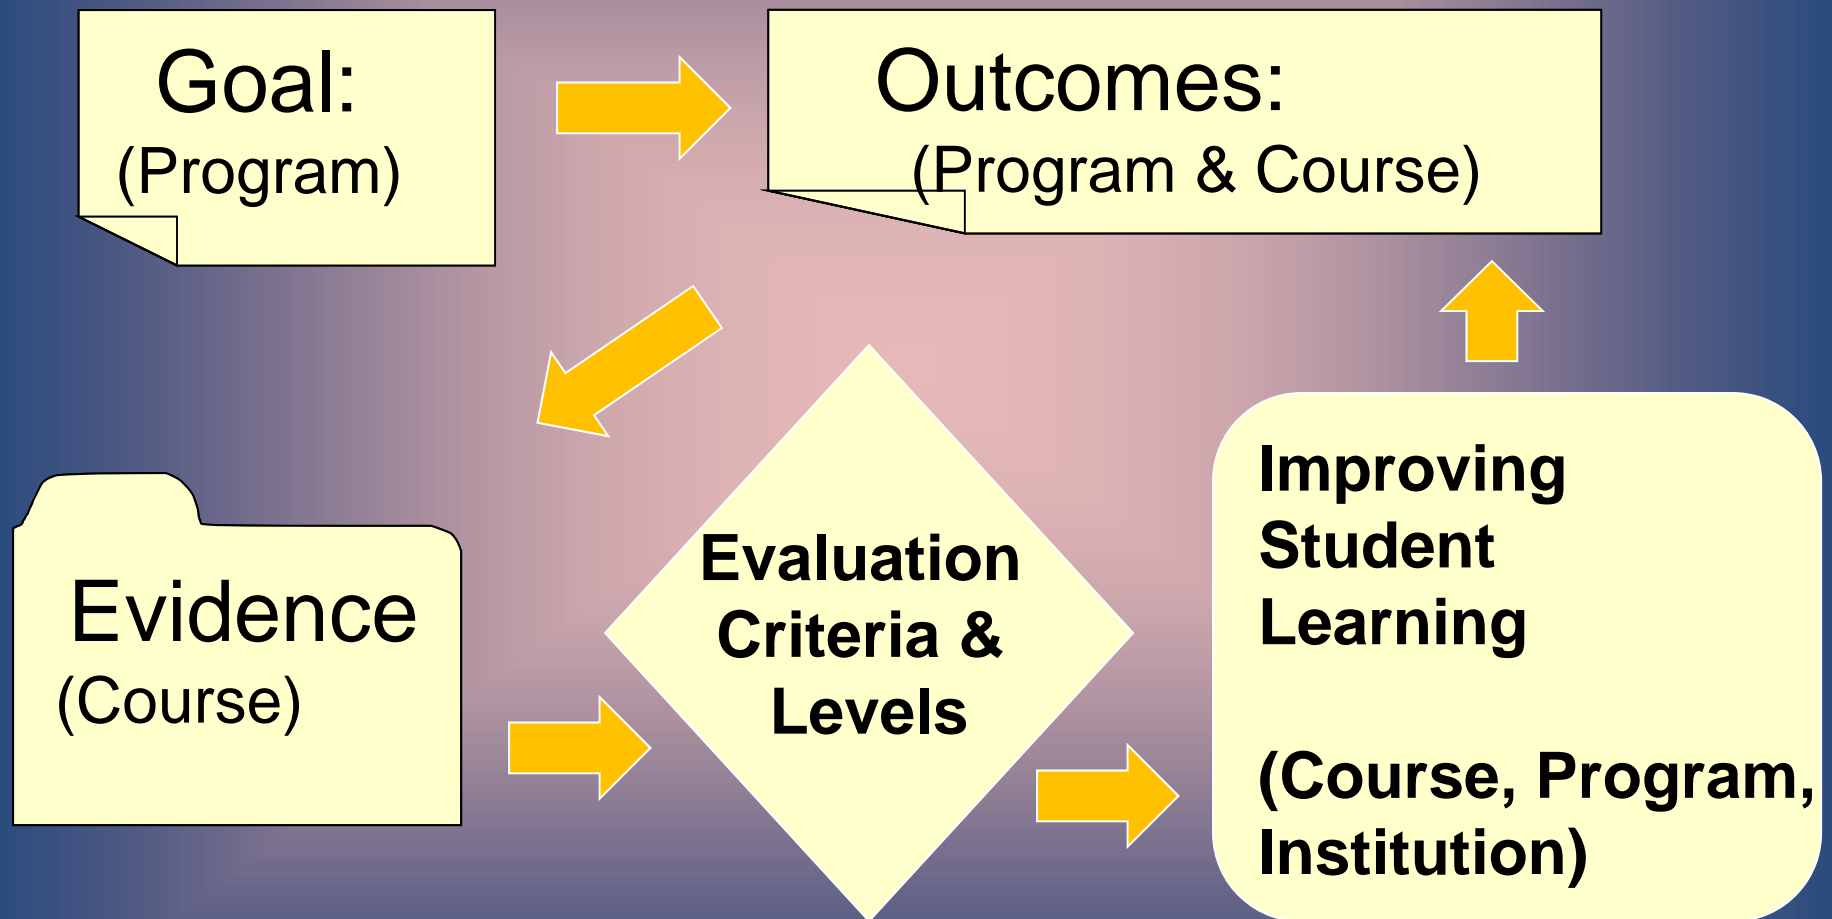 Goal:
(Program)
Outcomes:
(Program & Course)
Evidence
(Course)
Evaluation
Criteria &
Levels
Improving
Student
Learning
(Course, Program,
Institution)